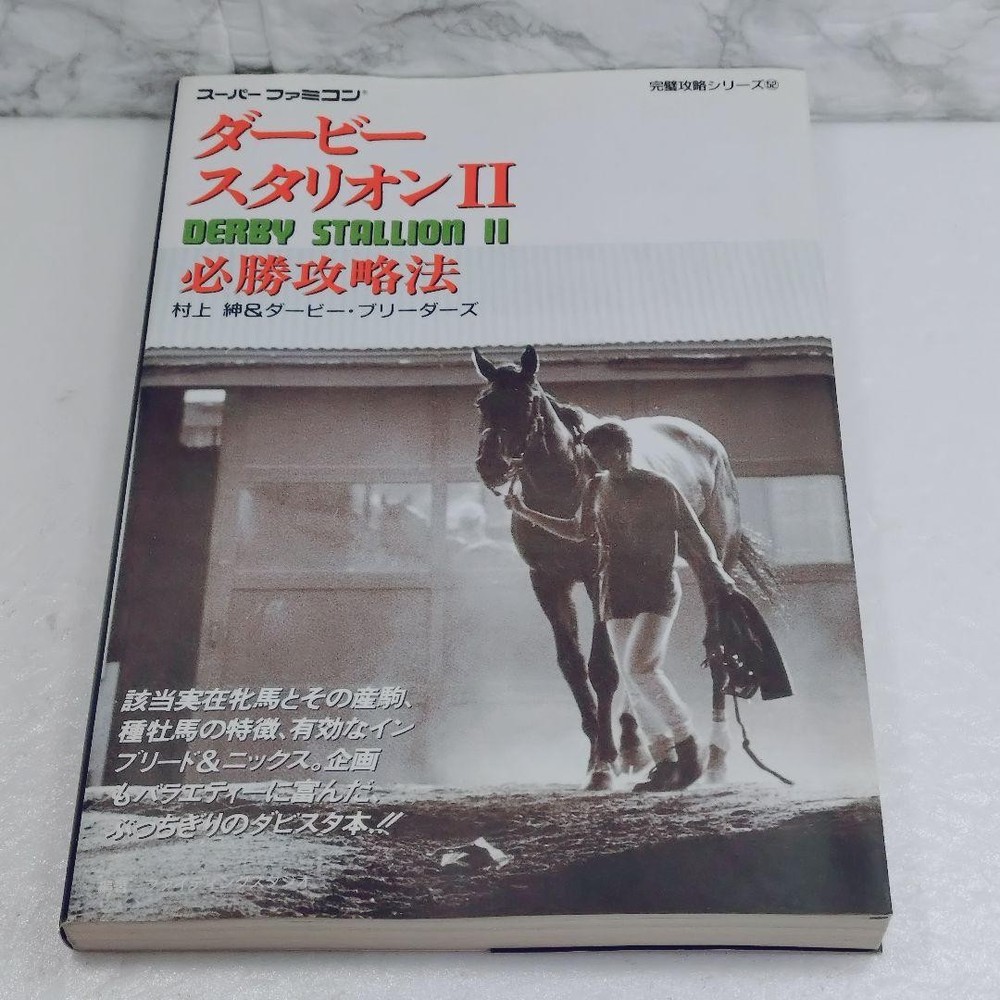 スーパーファミコン®
完璧攻略シリーズ52
ダービー
スタリオンII
DERBY STALLION II
必勝攻略法
村上 紳&ダービー・ブリーダーズ
該当実在牝馬とその産駒、
種牡馬の特徴、有効なイン
ブリード&ニックス。企画
もバラエティーに富んだ、
ぶっちぎりのダビスタ本!!